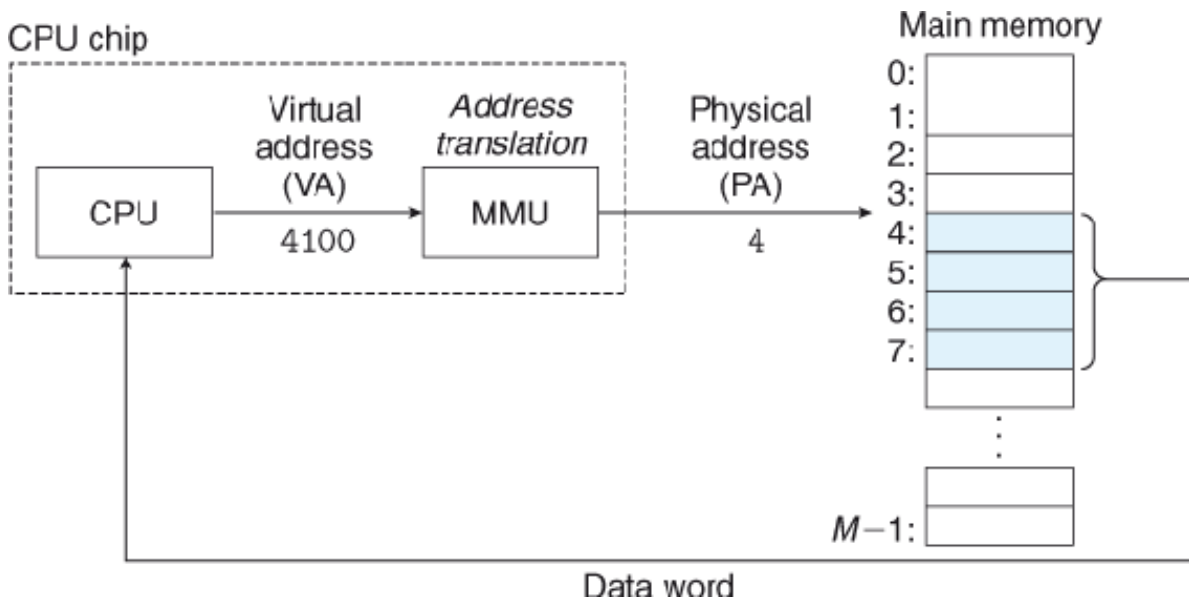 CPU chip
Main memory
Virtual
address
(VA)
Address
translation
Physical
address
(PA)
CPU
4100
MMU
4
0:
1:
2:
3:
4:
5:
6:
7:
M−1:
Data word